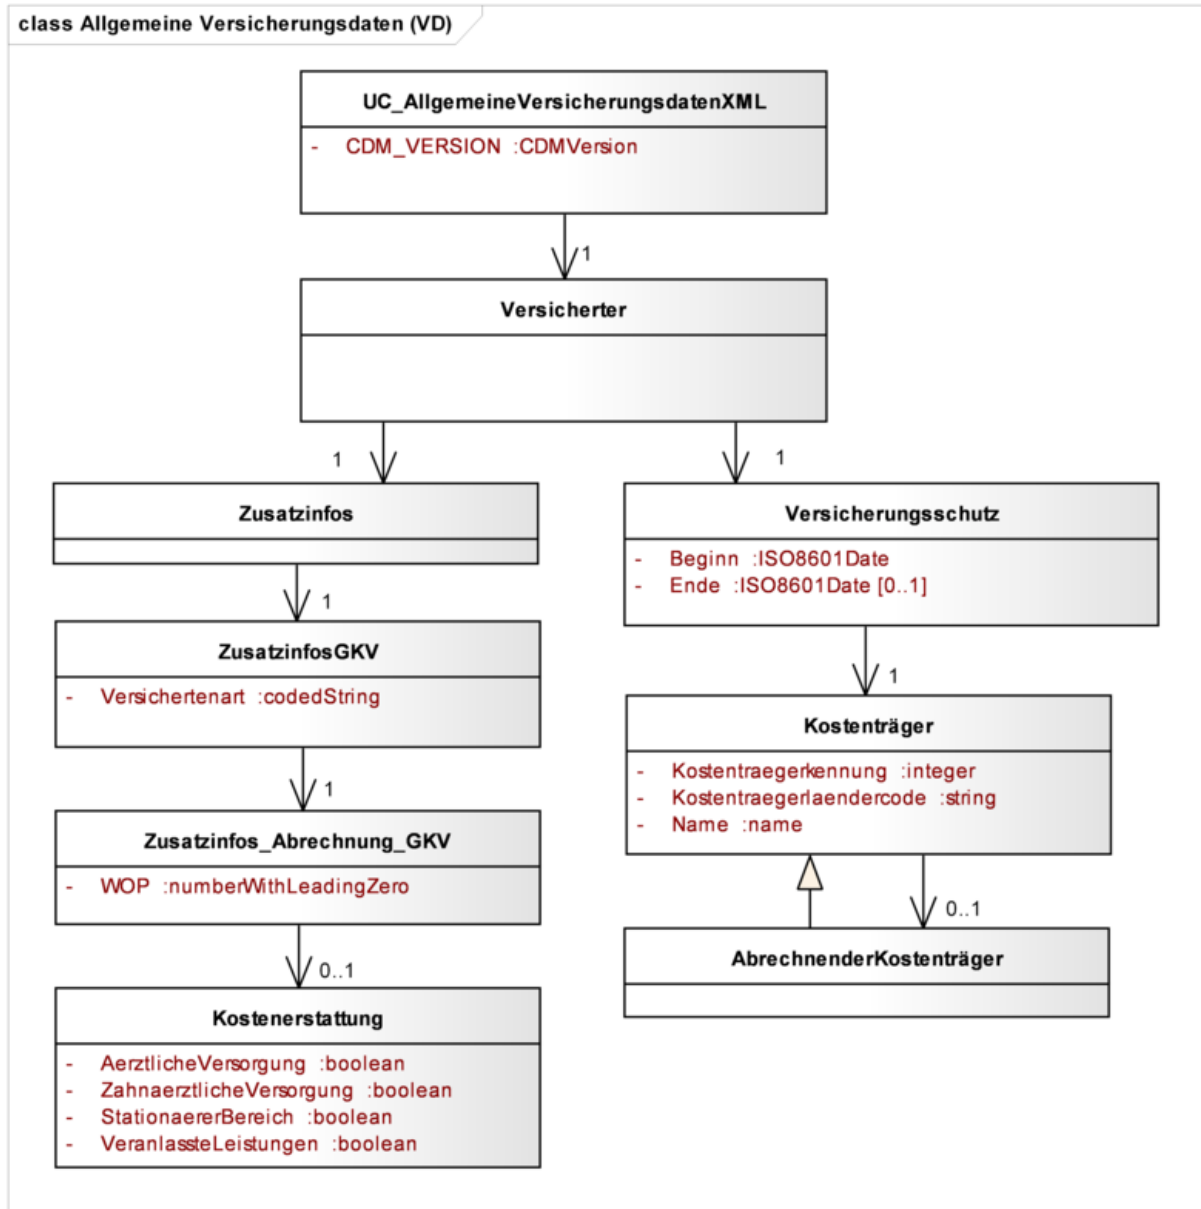 class Allgemeine Versicherungsdaten (VD)
UC_AllgemeineVersicherungsdatenXML
- CDM_VERSION :CDMVersion
1
Versicherter
1
1
Zusatzinfos
Versicherungsschutz
- Beginn :ISO8601Date
- Ende :ISO8601Date [0..1]
1
ZusatzinfosGKV
- Versichertenart :codedString
1
Kostenträger
- Kostentraegerkennung :integer
- Kostentraegerlaendercode :string
- Name :name
1
Zusatzinfos_Abrechnung_GKV
- WOP :numberWithLeadingZero
0..1
AbrechnenderKostenträger
0..1
Kostenerstattung
- AerztlicheVersorgung :boolean
- ZahnaerztlicheVersorgung :boolean
- StationaererBereich :boolean
- VeranlassteLeistungen :boolean